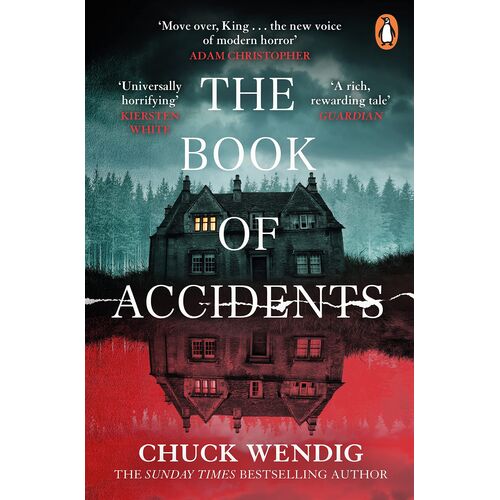 ‘Move over, King . . . the new voice
of modern horror’
ADAM CHRISTOPHER
‘Universally
horrifying’
KIERSTEN
WHITE
‘A rich,
rewarding tale’
GUARDIAN
THE
BOOK
OF
ACCIDENTS
CHUCK WENDIG
THE SUNDAY TIMES BESTSELLING AUTHOR